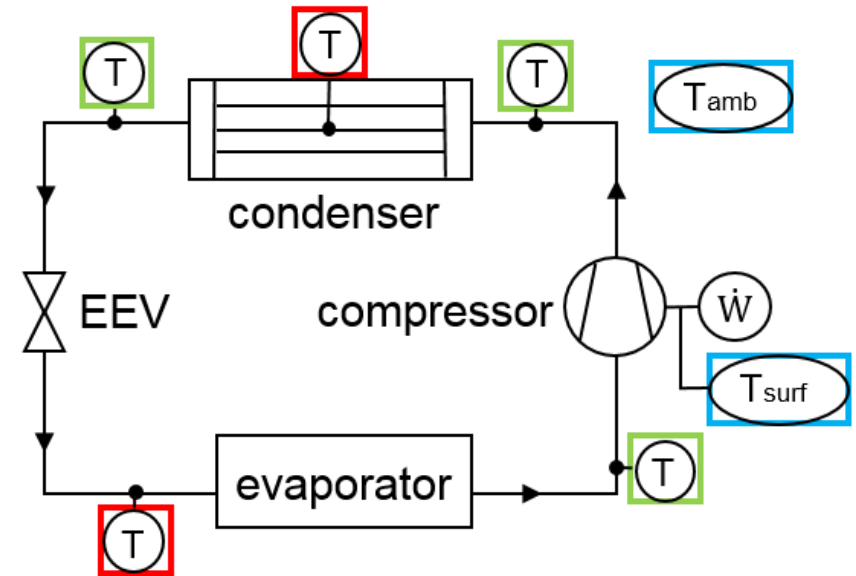 T
T
T
Tamb
condenser
EEV
compressor
Ẇ
Tsurf
evaporator
T
T